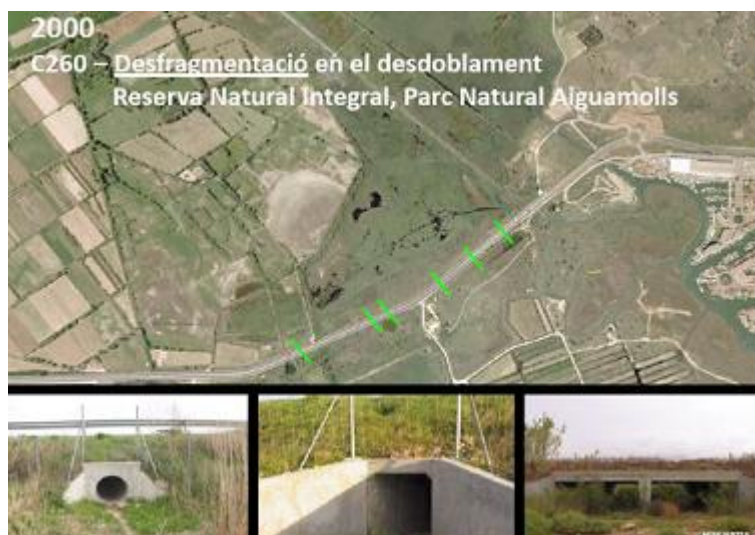 2000
C260 – Desfragmentació en el desdoblament
Reserva Natural Integral, Parc Natural Aiguamolls